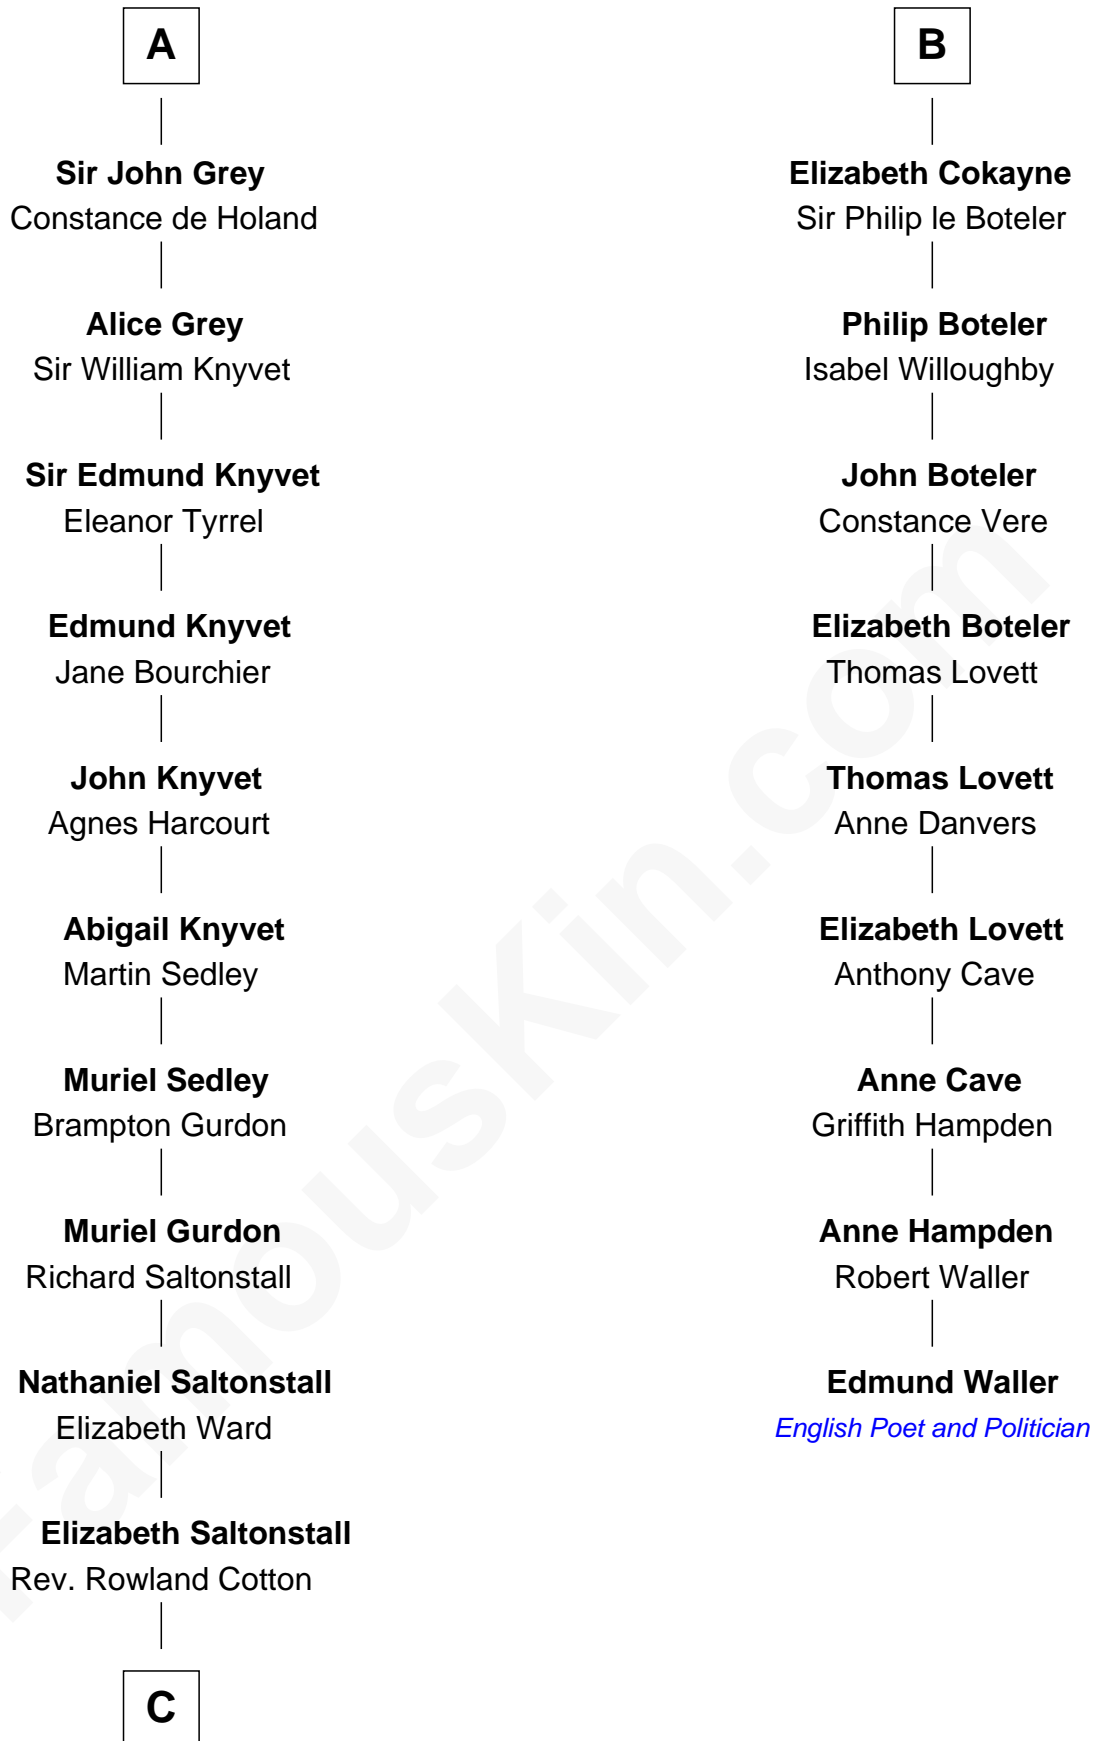 A
Sir John Grey
Constance de Holand
Alice Grey
Sir William Knyvet
Sir Edmund Knyvet
Eleanor Tyrrel
Edmund Knyvet
Jane Bourchier
John Knyvet
Agnes Harcourt
Abigail Knyvet
Martin Sedley
Muriel Sedley
Brampton Gurdon
Muriel Gurdon
Richard Saltonstall
Nathaniel Saltonstall
Elizabeth Ward
Elizabeth Saltonstall
Rev. Rowland Cotton
C
B
Elizabeth Cokayne
Sir Philip le Boteler
Philip Boteler
Isabel Willoughby
John Boteler
Constance Vere
Elizabeth Boteler
Thomas Lovett
Thomas Lovett
Anne Danvers
Elizabeth Lovett
Anthony Cave
Anne Cave
Griffith Hampden
Anne Hampden
Robert Waller
Edmund Waller
English Poet and Politician
FamousKin.com